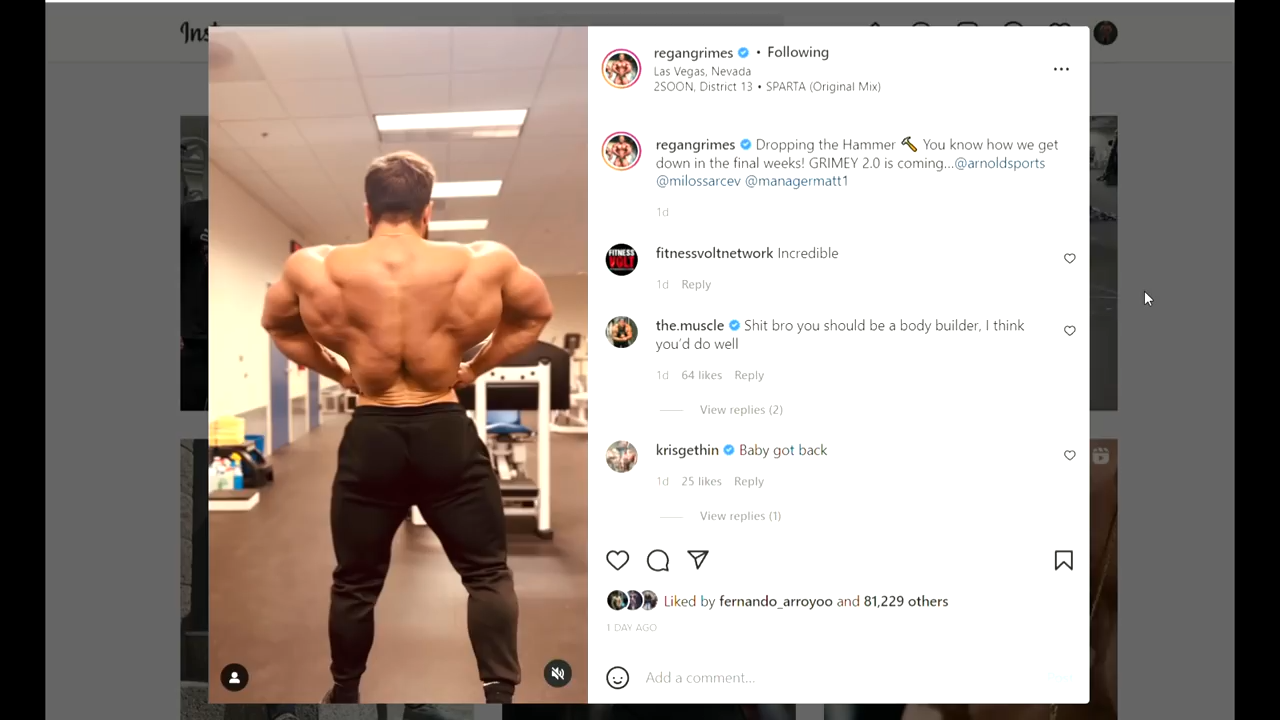 Ins
regangrimes • Following
Las Vegas, Nevada
2SOON, District 13 • SPARTA (Original Mix)
regangrimes Dropping the Hammer 🔨 You know how we get
down in the final weeks! GRIMEY 2.0 is coming...@arnoldsports
@milossarcev @managermatt1
1d
FITNESS
VOLT
fitnessvoltnetwork Incredible
1d Reply
the.muscle Shit bro you should be a body builder, I think
you'd do well
1d 64 likes Reply
View replies (2)
krisgethin Baby got back
1d 25 likes Reply
View replies (1)
Liked by fernando_arroyoo and 81,229 others
1 DAY AGO
Add a comment...